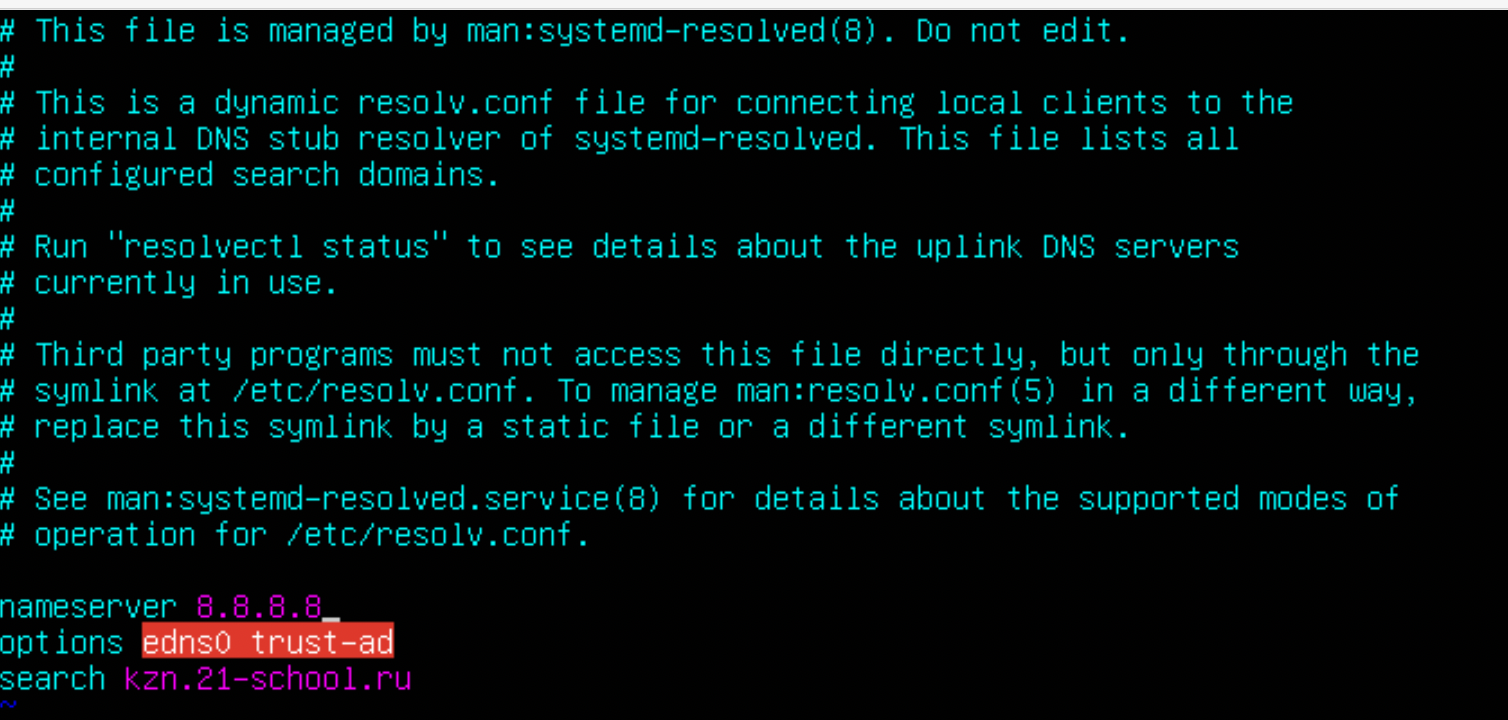 # This file is managed by man:systemd-resolved(8). Do not edit.
#
# This is a dynamic resolv.conf file for connecting local clients to the
# internal DNS stub resolver of systemd-resolved. This file lists all
# configured search domains.
#
# Run "resolvectl status" to see details about the uplink DNS servers
# currently in use.
#
# Third party programs must not access this file directly, but only through the
# symlink at /etc/resolv.conf. To manage man:resolv.conf(5) in a different way,
# replace this symlink by a static file or a different symlink.
#
# See man:systemd-resolved.service(8) for details about the supported modes of
# operation for /etc/resolv.conf.

nameserver 8.8.8.8
options edns0 trust-ad
search kzn.21-school.ru
~